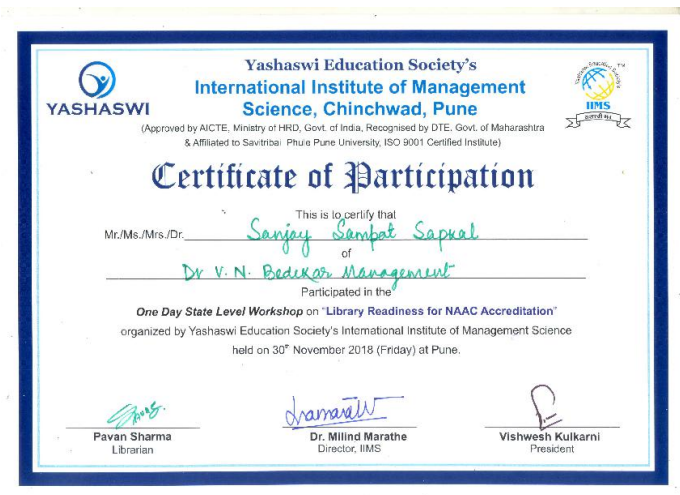 YASHASWI
Yashaswi Education Society's
International Institute of Management
Science, Chinchwad, Pune
IIMS
(Approved by AICTE, Ministry of HRD, Govt. of India, Recognised by DTE. Govt. of Maharashtra
& Affiliated to Savitribai Phule Pune University, ISO 9001 Certified Institute)
Certificate of Participation
This is to certify that
Mr./Ms./Mrs./Dr. Sanjay Sampat Sapkal
of
Dr V. N. Bedekar Management
Participated in the
One Day State Level Workshop on "Library Readiness for NAAC Accreditation"
organized by Yashaswi Education Society's International Institute of Management Science
held on 30th November 2018 (Friday) at Pune.
Pavan Sharma
Librarian
Dr. Milind Marathe
Director, IIMS
Vishwesh Kulkarni
President